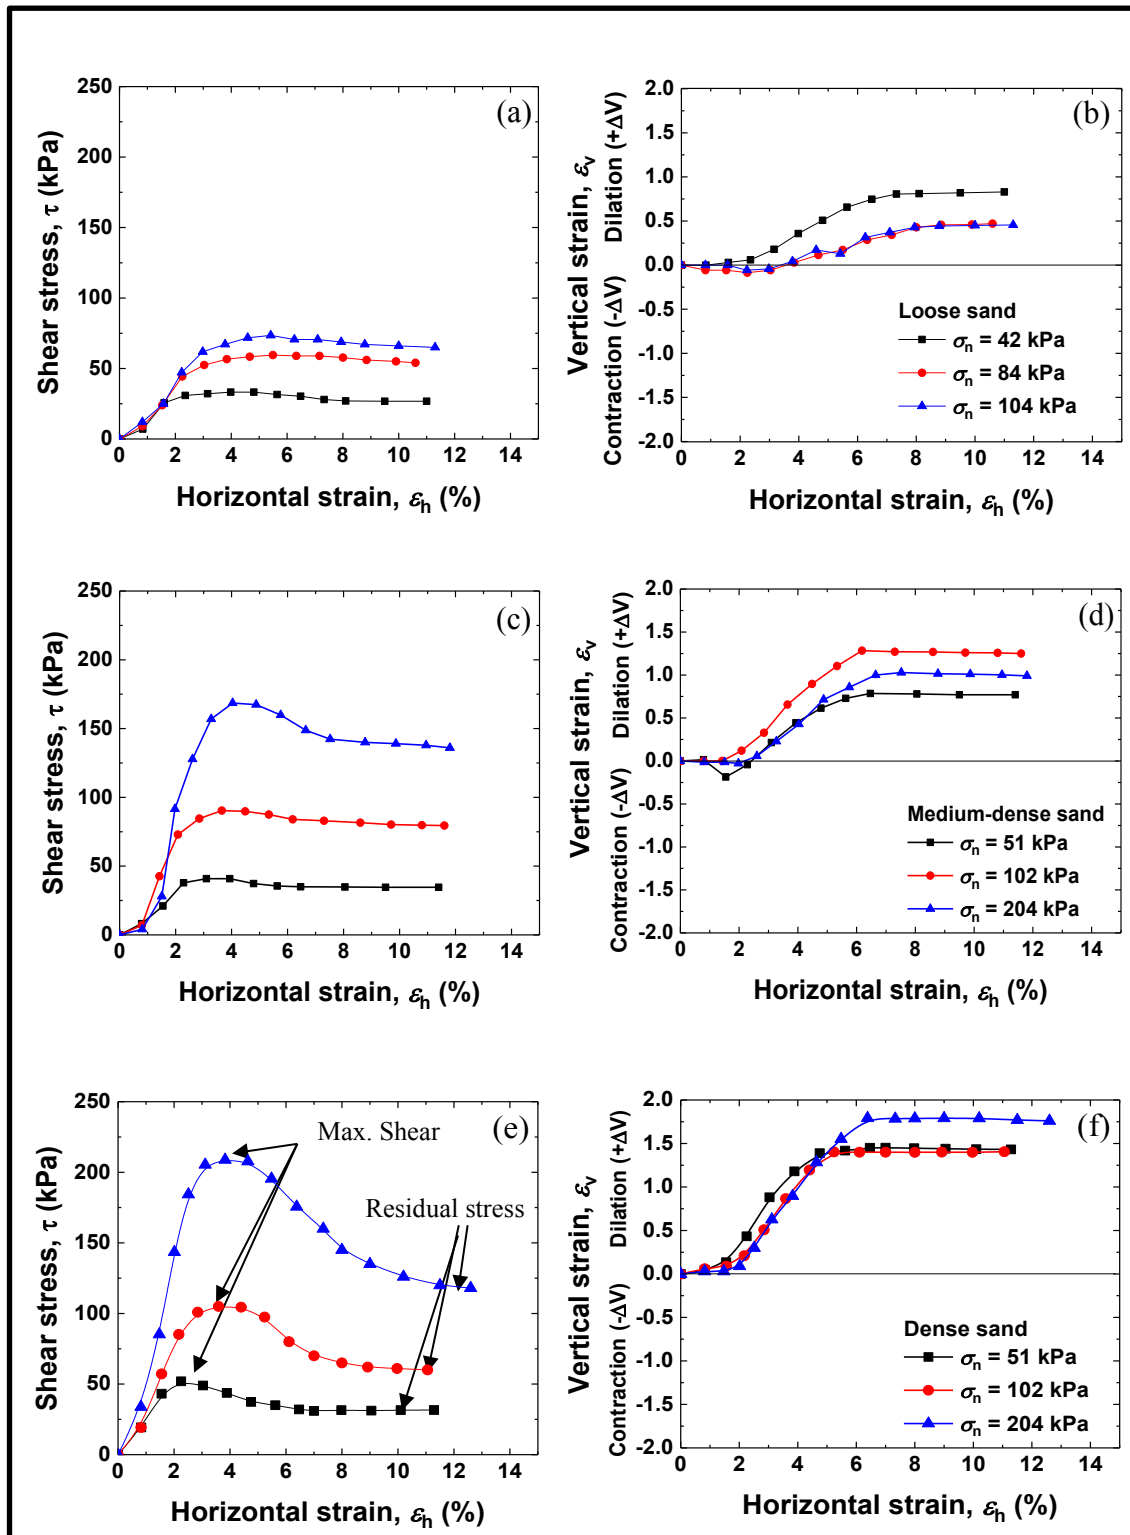 (a)
Shear stress, τ (kPa)
250
200
150
100
50
0
0 2 4 6 8 10 12 14
Horizontal strain, εh (%)
(b)
Vertical strain, εv
Contraction (-ΔV) Dilation (+ΔV)
2.0
1.5
1.0
0.5
0.0
-0.5
-1.0
-1.5
-2.0
Loose sand
σn = 42 kPa
σn = 84 kPa
σn = 104 kPa
0 2 4 6 8 10 12 14
Horizontal strain, εh (%)
(c)
Shear stress, τ (kPa)
250
200
150
100
50
0
0 2 4 6 8 10 12 14
Horizontal strain, εh (%)
(d)
Vertical strain, εv
Contraction (-ΔV) Dilation (+ΔV)
2.0
1.5
1.0
0.5
0.0
-0.5
-1.0
-1.5
-2.0
Medium-dense sand
σn = 51 kPa
σn = 102 kPa
σn = 204 kPa
0 2 4 6 8 10 12 14
Horizontal strain, εh (%)
(e)
Shear stress, τ (kPa)
250
200
150
100
50
0
Max. Shear
Residual stress
0 2 4 6 8 10 12 14
Horizontal strain, εh (%)
(f)
Vertical strain, εv
Contraction (-ΔV) Dilation (+ΔV)
2.0
1.5
1.0
0.5
0.0
-0.5
-1.0
-1.5
-2.0
Dense sand
σn = 51 kPa
σn = 102 kPa
σn = 204 kPa
0 2 4 6 8 10 12 14
Horizontal strain, εh (%)